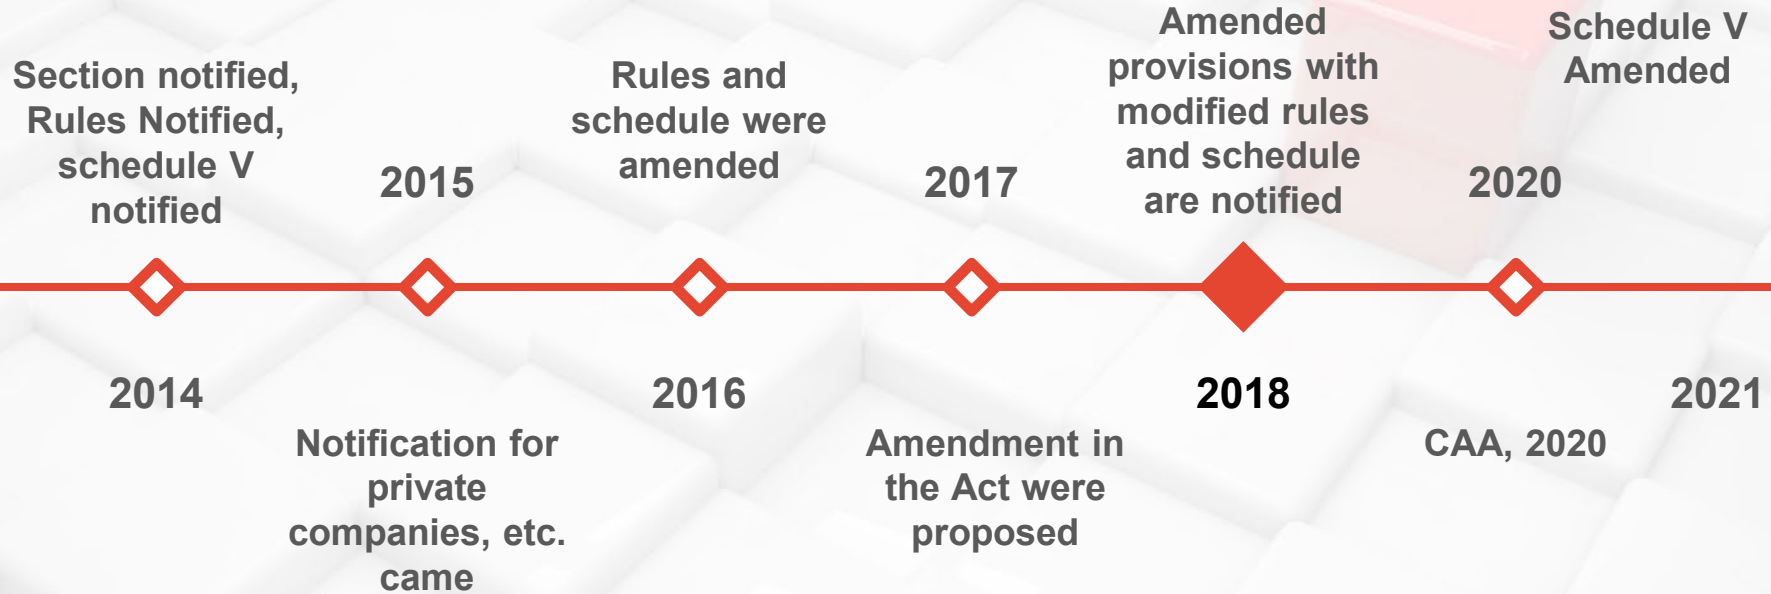 Section notified,
Rules Notified,
schedule V
notified
2014
2015
Notification for
private
companies, etc.
came
Rules and
schedule were
amended
2016
2017
Amendment in
the Act were
proposed
Amended
provisions with
modified rules
and schedule
are notified
2018
2020
CAA, 2020
Schedule V
Amended
2021